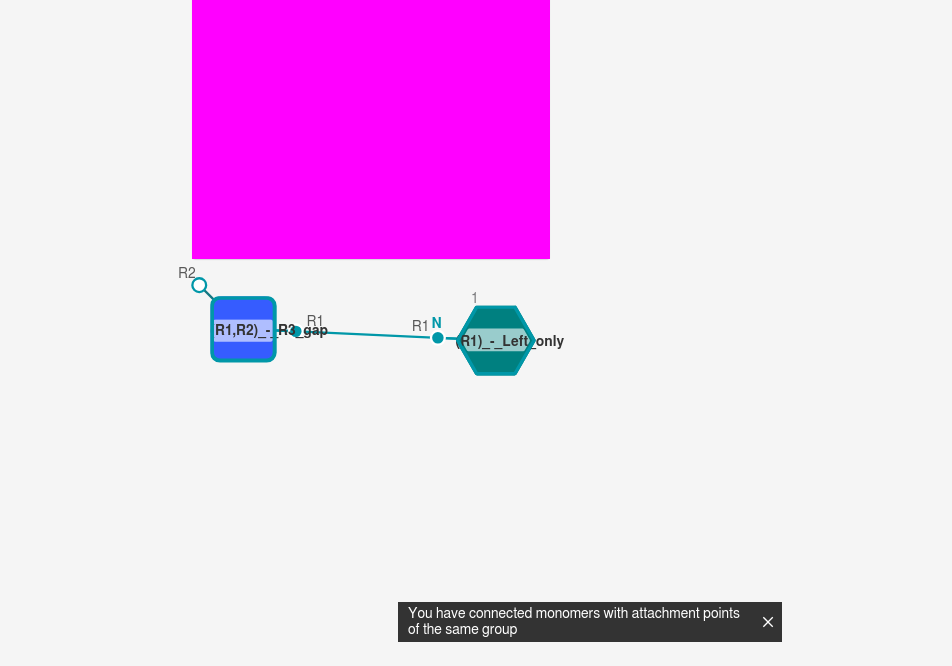 R2
R1,R2)_-_R3_gap
R1
R1
N
1
(R1)_-_Left_only
You have connected monomers with attachment points
of the same group